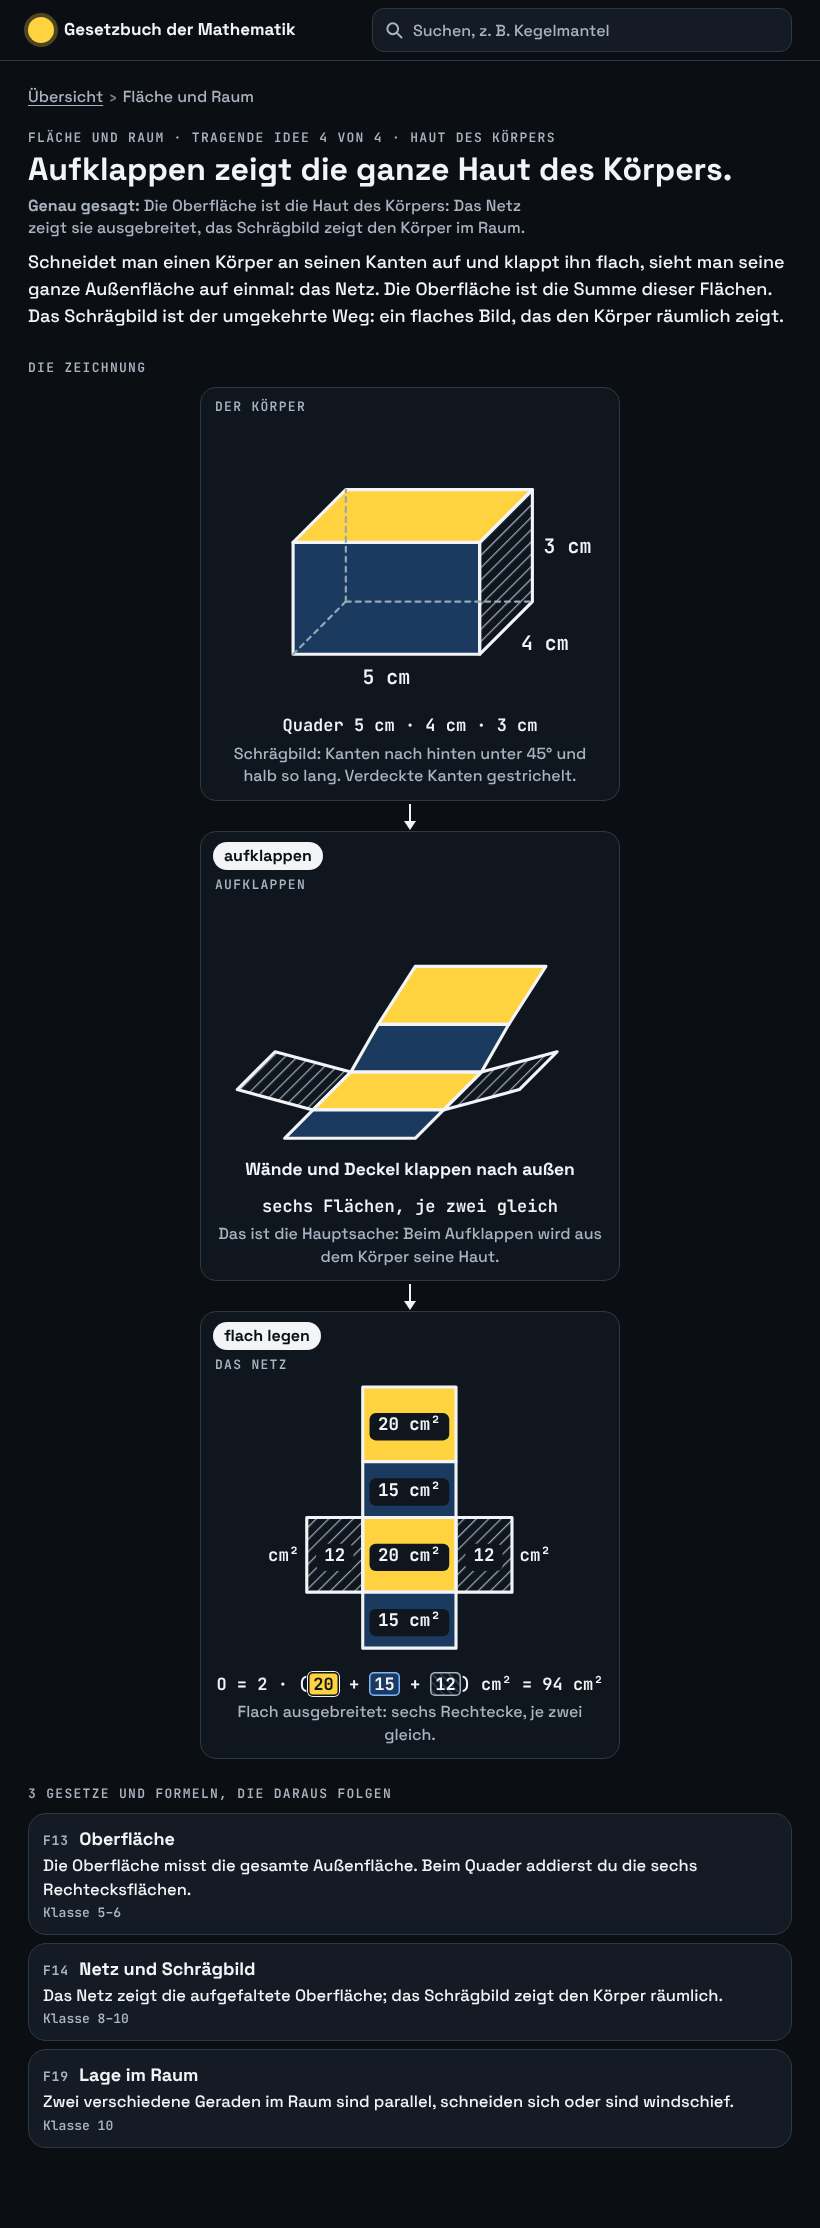 Gesetzbuch der Mathematik
Suchen, z. B. Kegelmantel
Übersicht › Fläche und Raum
FLÄCHE UND RAUM · TRAGENDE IDEE 4 VON 4 · HAUT DES KÖRPERS
Aufklappen zeigt die ganze Haut des Körpers.
Genau gesagt: Die Oberfläche ist die Haut des Körpers: Das Netz
zeigt sie ausgebreitet, das Schrägbild zeigt den Körper im Raum.
Schneidet man einen Körper an seinen Kanten auf und klappt ihn flach, sieht man seine
ganze Außenfläche auf einmal: das Netz. Die Oberfläche ist die Summe dieser Flächen.
Das Schrägbild ist der umgekehrte Weg: ein flaches Bild, das den Körper räumlich zeigt.
DIE ZEICHNUNG
DER KÖRPER
3 cm
4 cm
5 cm
Quader 5 cm · 4 cm · 3 cm
Schrägbild: Kanten nach hinten unter 45° und
halb so lang. Verdeckte Kanten gestrichelt.
aufklappen
AUFKLAPPEN
Wände und Deckel klappen nach außen
sechs Flächen, je zwei gleich
Das ist die Hauptsache: Beim Aufklappen wird aus
dem Körper seine Haut.
flach legen
DAS NETZ
20 cm²
15 cm²
cm² 12 20 cm² 12 cm²
15 cm²
O = 2 · (20 + 15 + 12) cm² = 94 cm²
Flach ausgebreitet: sechs Rechtecke, je zwei
gleich.
3 GESETZE UND FORMELN, DIE DARAUS FOLGEN
F13 Oberfläche
Die Oberfläche misst die gesamte Außenfläche. Beim Quader addierst du die sechs
Rechtecksflächen.
Klasse 5–6
F14 Netz und Schrägbild
Das Netz zeigt die aufgefaltete Oberfläche; das Schrägbild zeigt den Körper räumlich.
Klasse 8–10
F19 Lage im Raum
Zwei verschiedene Geraden im Raum sind parallel, schneiden sich oder sind windschief.
Klasse 10